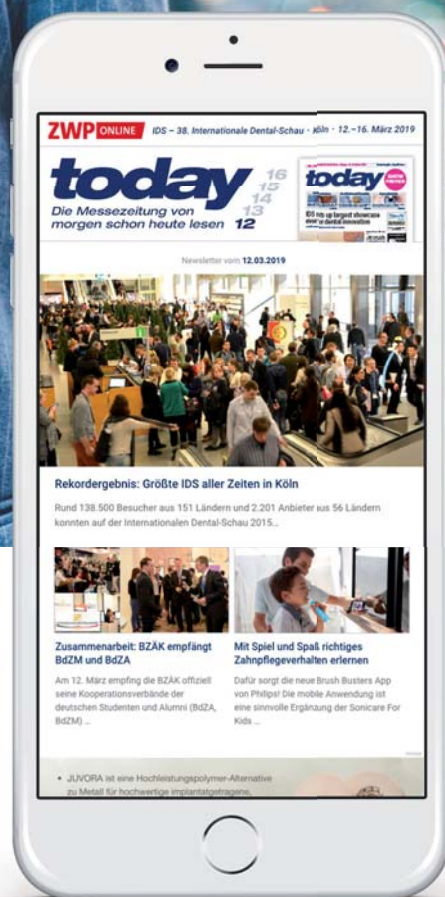 ZWP ONLINE IDS – 38. Internationale Dental-Schau · Köln · 12.–16. März 2019
today
16
15
14
13
12
Die Messezeitung von
morgen schon heute lesen
today
Newsletter vom 12.03.2019
Rekordergebnis: Größte IDS aller Zeiten in Köln
Rund 138.500 Besucher aus 151 Ländern und 2.201 Anbieter aus 56 Ländern
konnten auf der Internationalen Dental-Schau 2015...
Zusammenarbeit: BZÄK empfängt
BdZM und BdZA
Am 12. März empfing die BZÄK offiziell
seine Kooperationsverbände der
deutschen Studenten und Alumni (BdZA,
BdZM) ...
Mit Spiel und Spaß richtiges
Zahnpflegeverhalten erlernen
Dafür sorgt die neue Brush Busters App
von Philips! Die mobile Anwendung ist
eine sinnvolle Ergänzung der Sonicare For
Kids ...
• JUVORA ist eine Hochleistungspolymer-Alternative
zu Metall für hochwertige implantatgetragene,